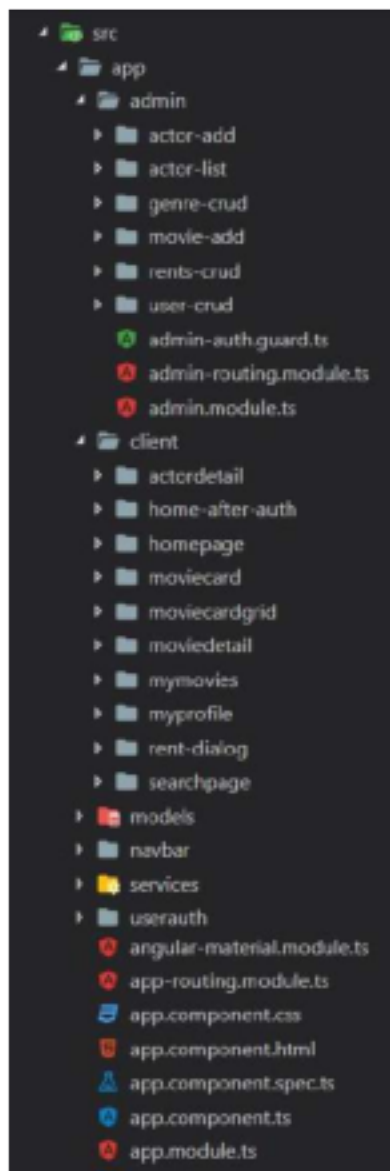 src
app
admin
actor-add
actor-list
genre-crud
movie-add
rents-crud
user-crud
admin-auth.guard.ts
admin-routing.module.ts
admin.module.ts
client
actordetail
home-after-auth
homepage
moviecard
moviecardgrid
moviedetail
mymovies
myprofile
rent-dialog
searchpage
models
navbar
services
userauth
angular-material.module.ts
app-routing.module.ts
app.component.css
app.component.html
app.component.spec.ts
app.component.ts
app.module.ts